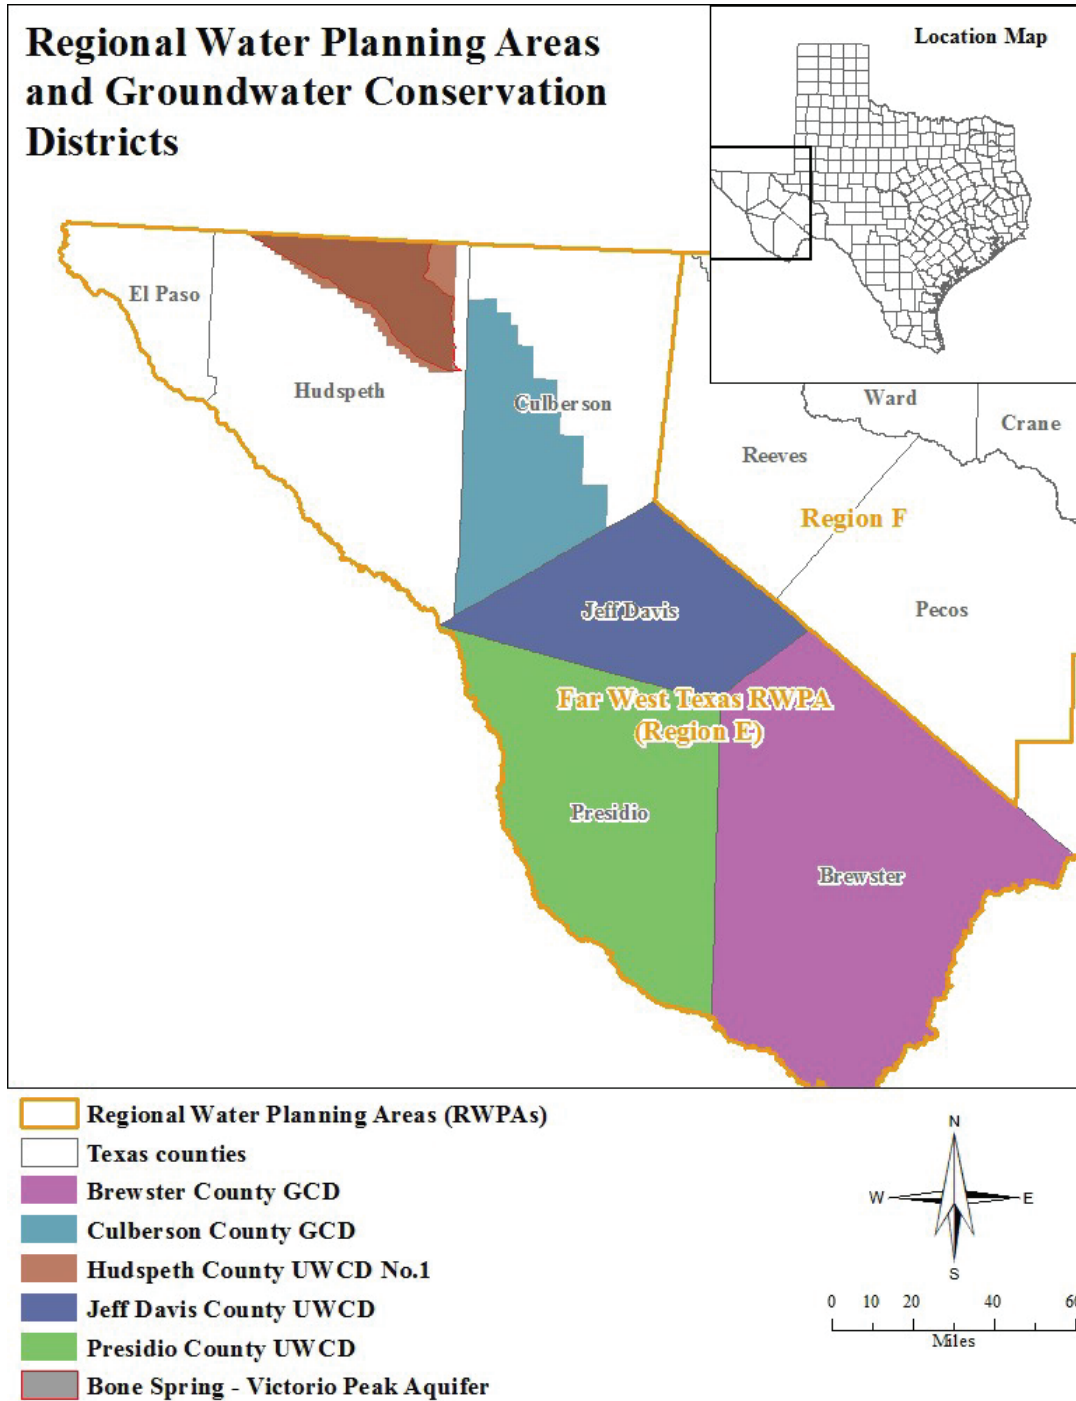 Regional Water Planning Areas
and Groundwater Conservation
Districts
Location Map
El Paso
Hudspeth
Culberson
Ward
Crane
Reeves
Region F
Jeff Davis
Pecos
Far West Texas RWPA
(Region E)
Presidio
Brewster
Regional Water Planning Areas (RWPAs)
Texas counties
Brewster County GCD
Culberson County GCD
Hudspeth County UWCD No.1
Jeff Davis County UWCD
Presidio County UWCD
Bone Spring - Victorio Peak Aquifer
N
W E
S
0 10 20 40 60
Miles